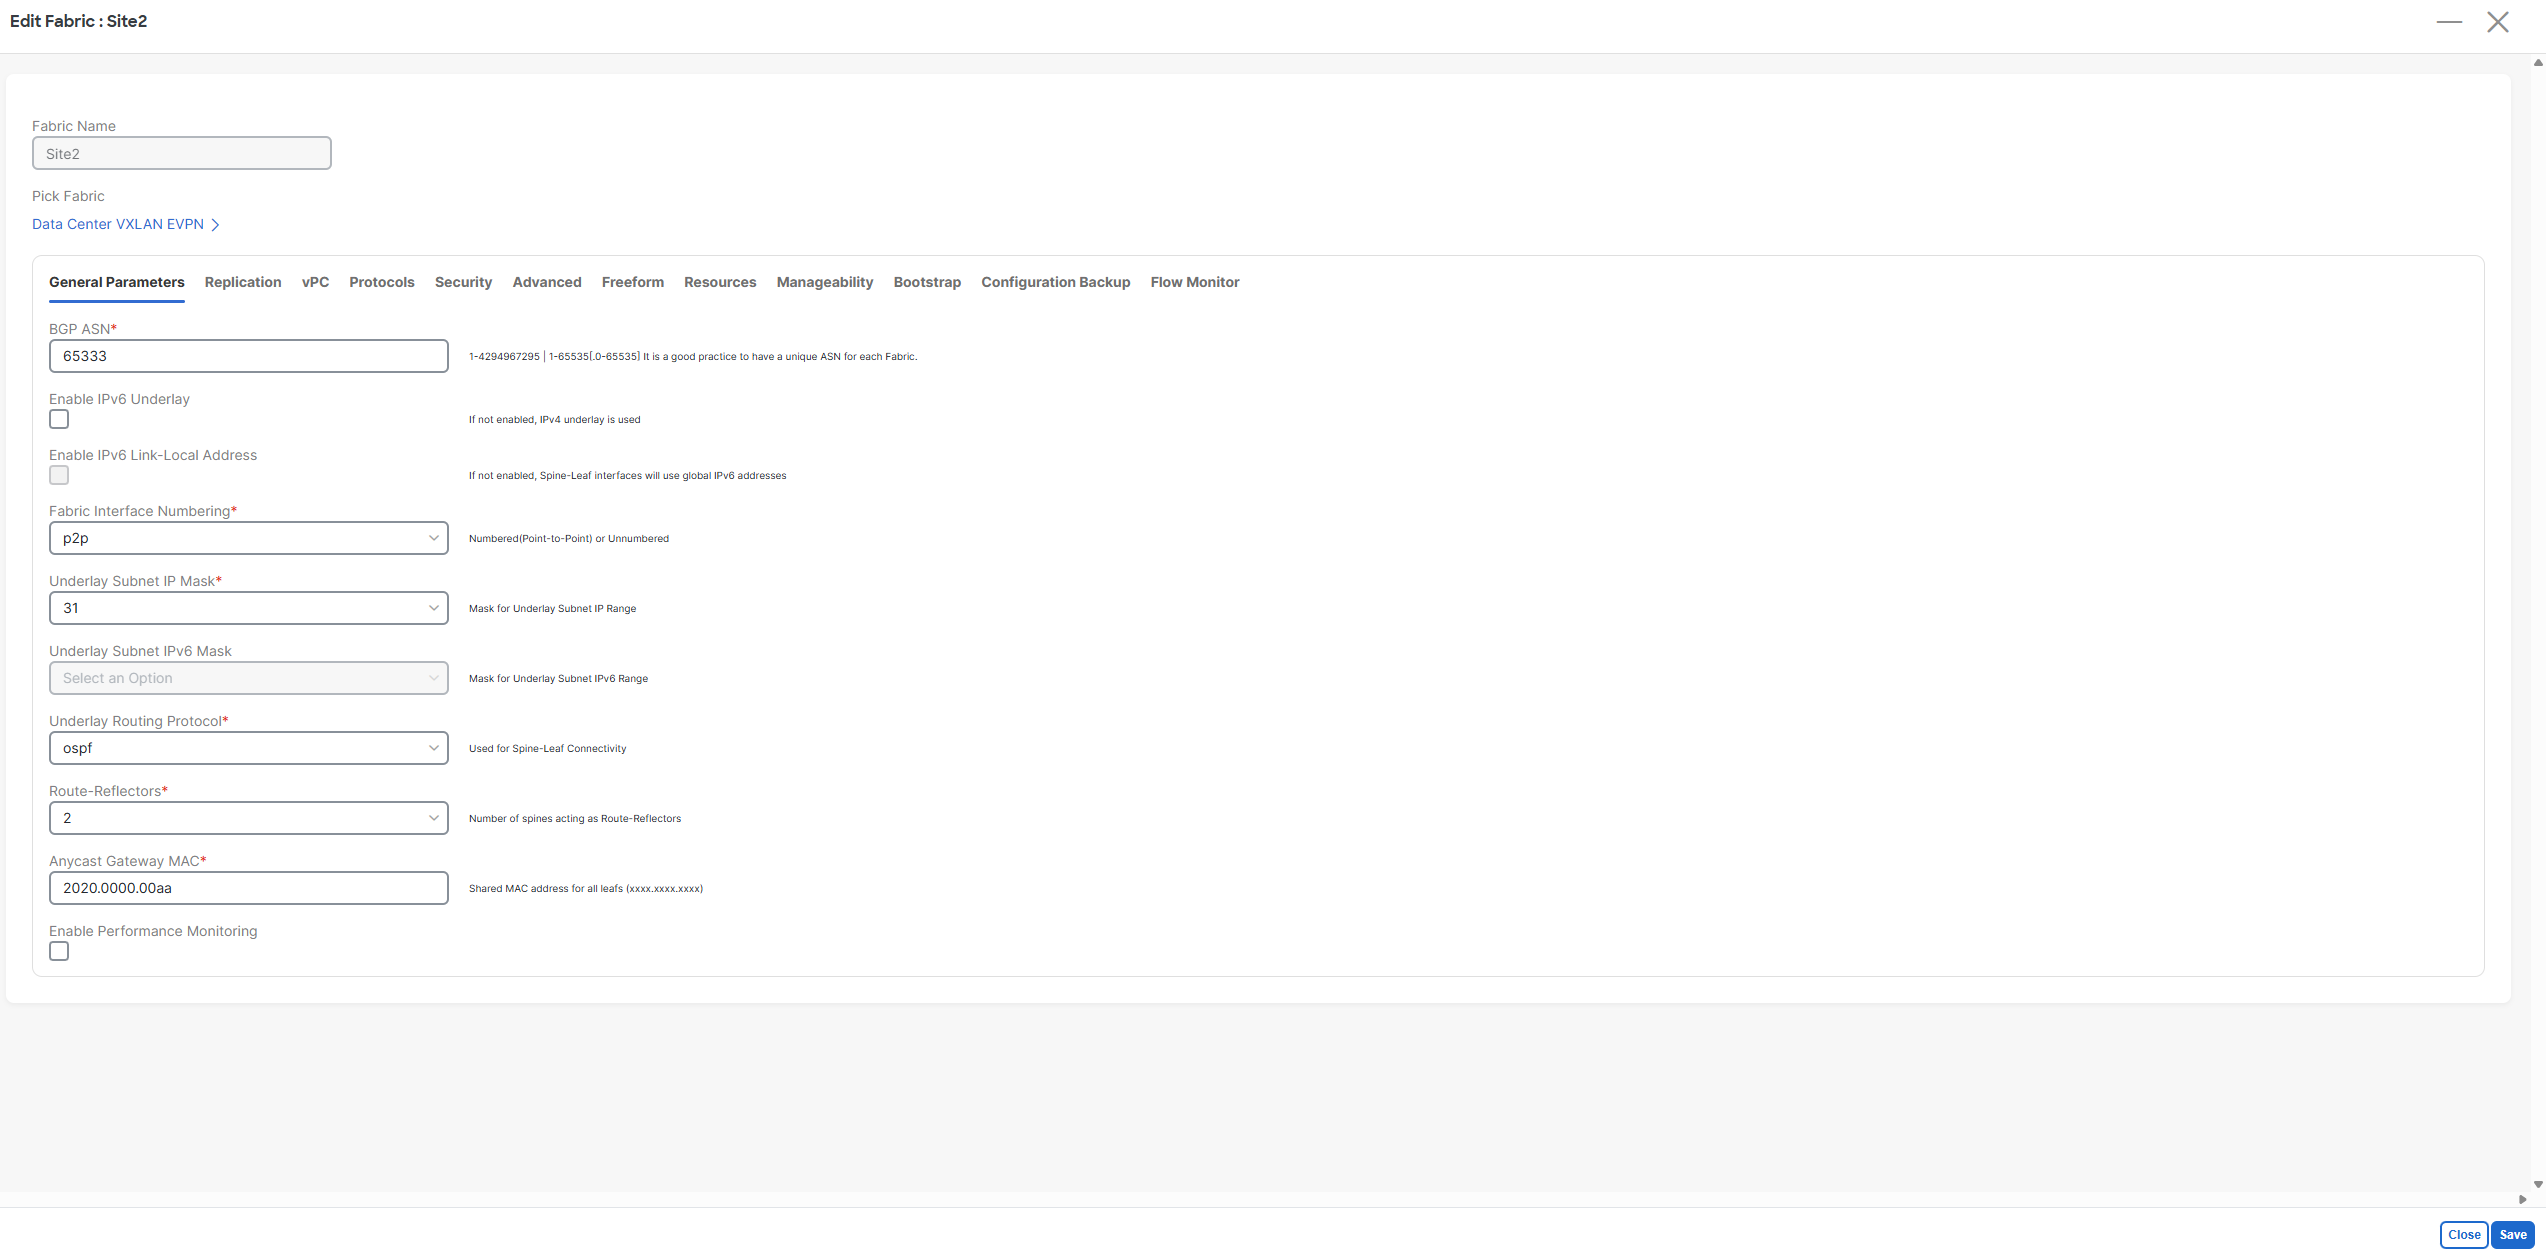 Edit Fabric : Site2
Fabric Name
Site2
Pick Fabric
Data Center VXLAN EVPN
General Parameters Replication vPC Protocols Security Advanced Freeform Resources Manageability Bootstrap Configuration Backup Flow Monitor
BGP ASN*
65333 1-4294967295 | 1-65535[.0-65535] It is a good practice to have a unique ASN for each Fabric.
Enable IPv6 Underlay
If not enabled, IPv4 underlay is used
Enable IPv6 Link-Local Address
If not enabled, Spine-Leaf interfaces will use global IPv6 addresses
Fabric Interface Numbering*
p2p Numbered(Point-to-Point) or Unnumbered
Underlay Subnet IP Mask*
31 Mask for Underlay Subnet IP Range
Underlay Subnet IPv6 Mask
Select an Option Mask for Underlay Subnet IPv6 Range
Underlay Routing Protocol*
ospf Used for Spine-Leaf Connectivity
Route-Reflectors*
2 Number of spines acting as Route-Reflectors
Anycast Gateway MAC*
2020.0000.00aa Shared MAC address for all leafs (xxxx.xxxx.xxxx)
Enable Performance Monitoring
Close Save